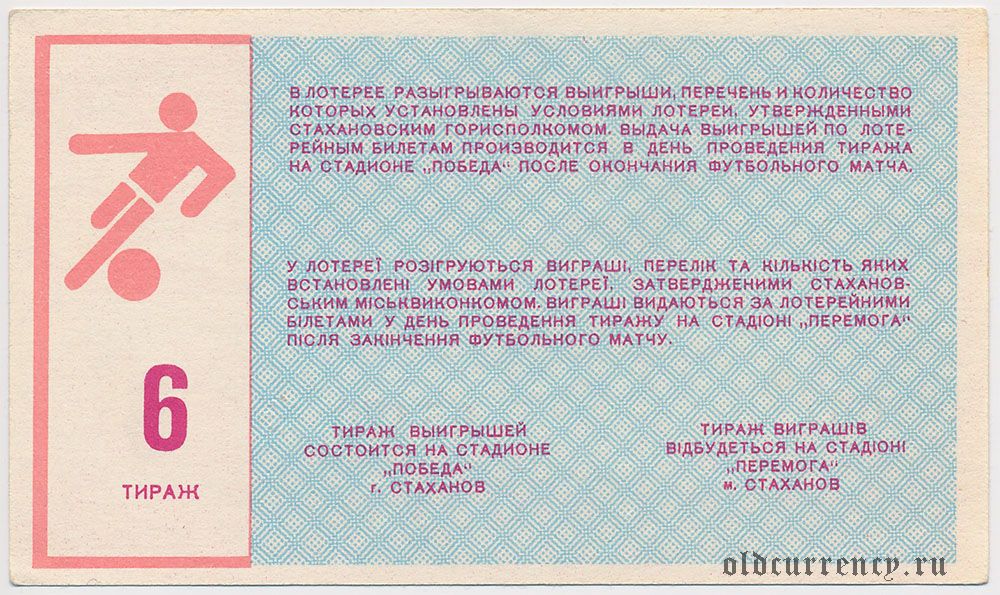 В ЛОТЕРЕЕ РАЗЫГРЫВАЮТСЯ ВЫИГРЫШИ, ПЕРЕЧЕНЬ И КОЛИЧЕСТВО
КОТОРЫХ УСТАНОВЛЕНЫ УСЛОВИЯМИ ЛОТЕРЕИ, УТВЕРЖДЕННЫМИ
СТАХАНОВСКИМ ГОРИСПОЛКОМОМ. ВЫДАЧА ВЫИГРЫШЕЙ ПО ЛОТЕ-
РЕЙНЫМ БИЛЕТАМ ПРОИЗВОДИТСЯ В ДЕНЬ ПРОВЕДЕНИЯ ТИРАЖА
НА СТАДИОНЕ „ПОБЕДА“ ПОСЛЕ ОКОНЧАНИЯ ФУТБОЛЬНОГО МАТЧА.
У ЛОТЕРЕЇ РОЗІГРУЮТЬСЯ ВИГРАШІ, ПЕРЕЛІК ТА КІЛЬКІСТЬ ЯКИХ
ВСТАНОВЛЕНІ УМОВАМИ ЛОТЕРЕЇ, ЗАТВЕРДЖЕНИМИ СТАХАНОВ-
СЬКИМ МІСЬКВИКОНКОМОМ. ВИГРАШІ ВИДАЮТЬСЯ ЗА ЛОТЕРЕЙНИМИ
БІЛЕТАМИ У ДЕНЬ ПРОВЕДЕННЯ ТИРАЖУ НА СТАДІОНІ „ПЕРЕМОГА“
ПІСЛЯ ЗАКІНЧЕННЯ ФУТБОЛЬНОГО МАТЧУ.
6
ТИРАЖ
ТИРАЖ ВЫИГРЫШЕЙ
СОСТОИТСЯ НА СТАДИОНЕ
„ПОБЕДА“
г. СТАХАНОВ
ТИРАЖ ВИГРАШІВ
ВІДБУДЕТЬСЯ НА СТАДІОНІ
„ПЕРЕМОГА“
м. СТАХАНОВ
oldcurrency.ru